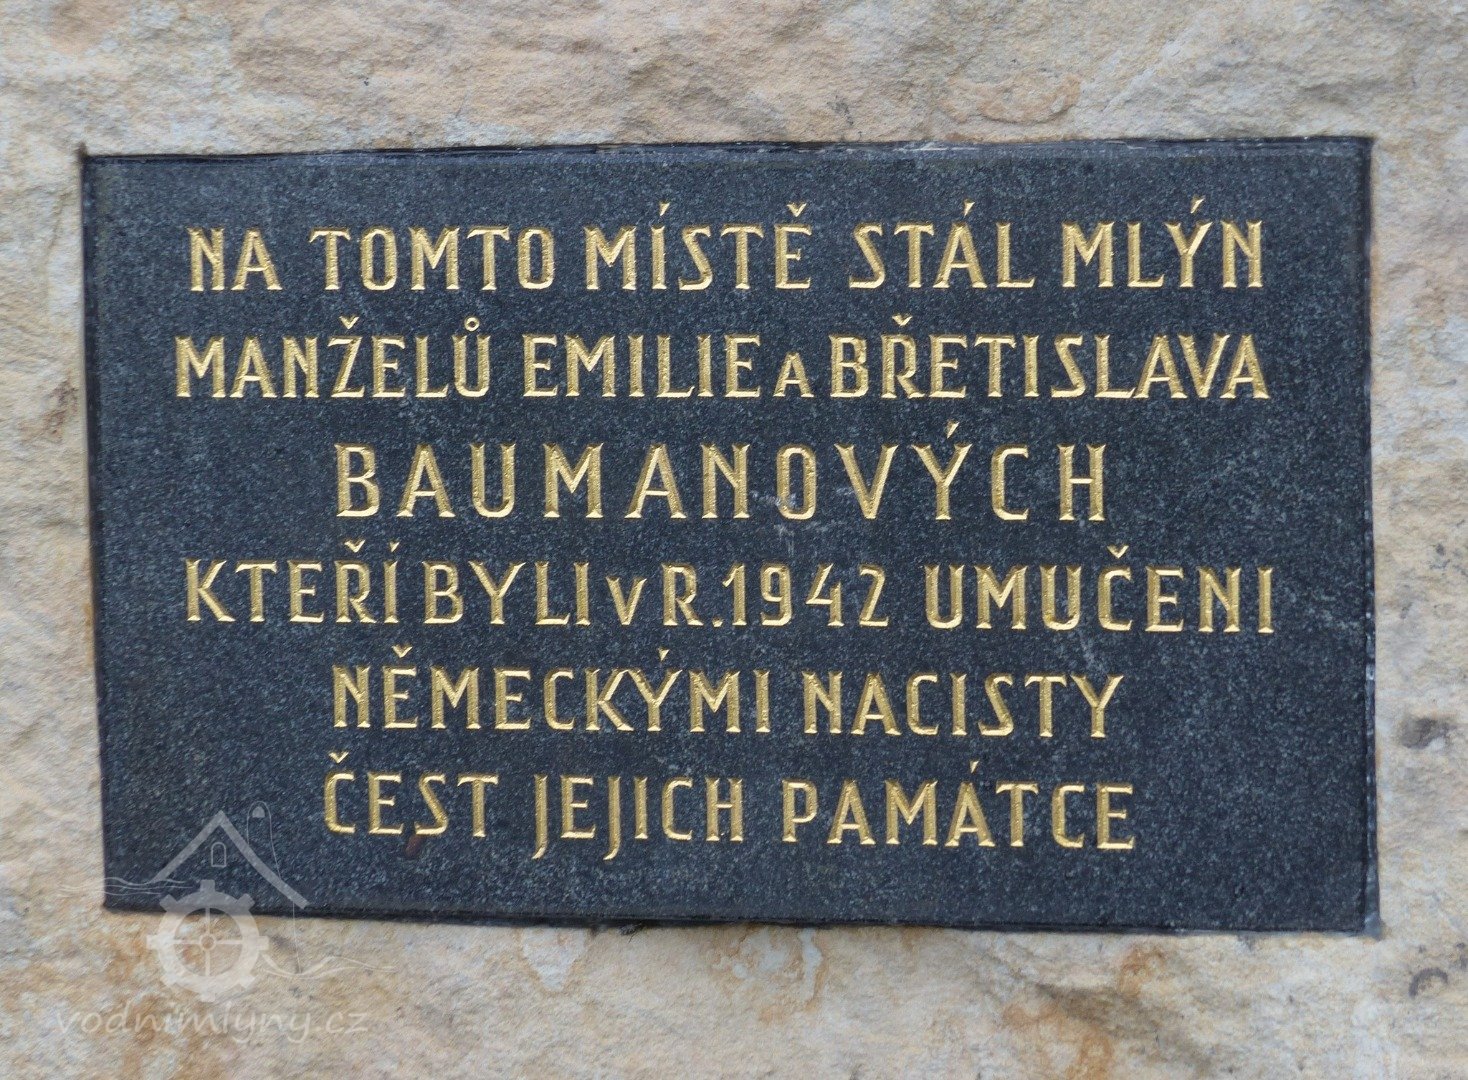 NA TOMTO MÍSTĚ STÁL MLÝN
MANŽELŮ EMILIE A BŘETISLAVA
BAUMANOVÝCH
KTEŘÍ BYLI V R. 1942 UMUČENI
NĚMECKÝMI NACISTY
ČEST JEJICH PAMÁTCE
vodnimlyny.cz